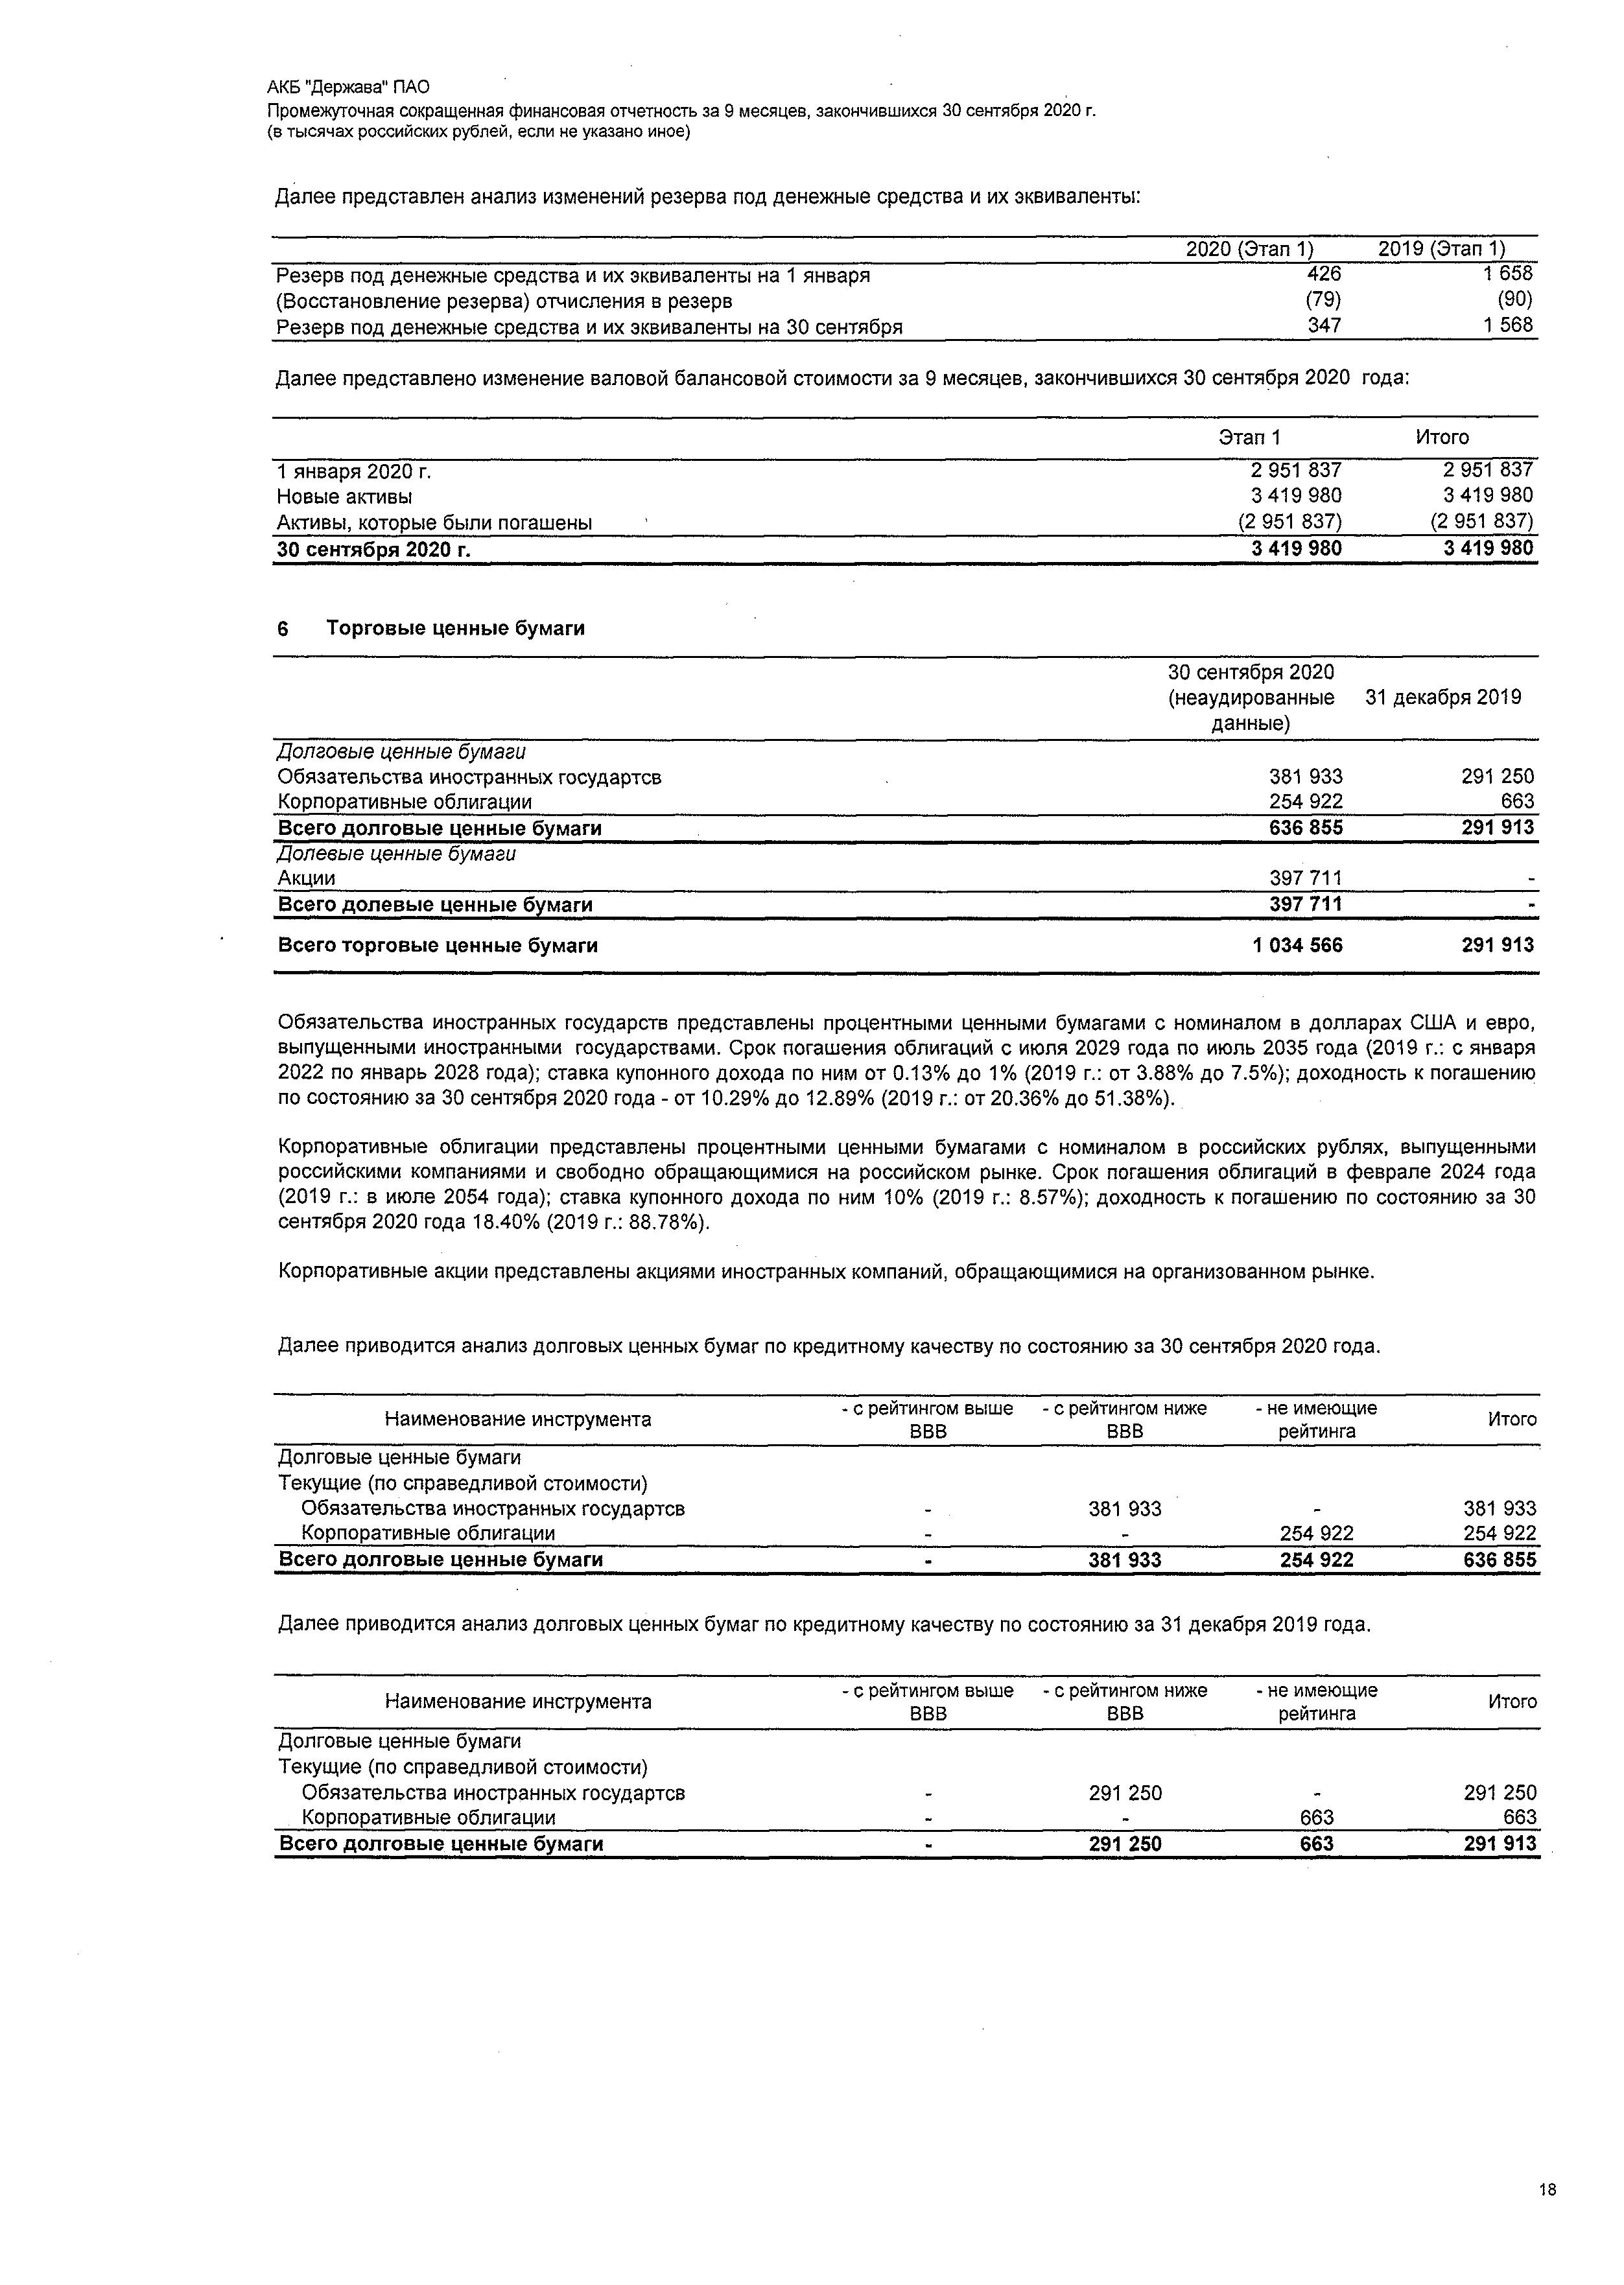 АКБ "Держава" ПАО
Промежуточная сокращенная финансовая отчетность за 9 месяцев, закончившихся 30 сентября 2020 г.
(в тысячах российских рублей, если не указано иное)
Далее представлен анализ изменений резерва под денежные средства и их эквиваленты:
2020 (Этап 1) 2019 (Этап 1)
Резерв под денежные средства и их эквиваленты на 1 января 426 1 658
(Восстановление резерва) отчисления в резерв (79) (90)
Резерв под денежные средства и их эквиваленты на 30 сентября 347 1 568
Далее представлено изменение валовой балансовой стоимости за 9 месяцев, закончившихся 30 сентября 2020 года:
Этап 1 Итого
1 января 2020 г. 2 951 837 2 951 837
Новые активы 3 419 980 3 419 980
Активы, которые были погашены (2 951 837) (2 951 837)
30 сентября 2020 г. 3 419 980 3 419 980
6 Торговые ценные бумаги
30 сентября 2020
(неаудированные 31 декабря 2019
данные)
Долговые ценные бумаги
Обязательства иностранных государтсв 381 933 291 250
Корпоративные облигации 254 922 663
Всего долговые ценные бумаги 636 855 291 913
Долевые ценные бумаги
Акции 397 711 -
Всего долевые ценные бумаги 397 711 -
Всего торговые ценные бумаги 1 034 566 291 913
Обязательства иностранных государств представлены процентными ценными бумагами с номиналом в долларах США и евро,
выпущенными иностранными государствами. Срок погашения облигаций с июля 2029 года по июль 2035 года (2019 г.: с января
2022 по январь 2028 года); ставка купонного дохода по ним от 0.13% до 1% (2019 г.: от 3.88% до 7.5%); доходность к погашению
по состоянию за 30 сентября 2020 года - от 10.29% до 12.89% (2019 г.: от 20.36% до 51.38%).
Корпоративные облигации представлены процентными ценными бумагами с номиналом в российских рублях, выпущенными
российскими компаниями и свободно обращающимися на российском рынке. Срок погашения облигаций в феврале 2024 года
(2019 г.: в июле 2054 года); ставка купонного дохода по ним 10% (2019 г.: 8.57%); доходность к погашению по состоянию за 30
сентября 2020 года 18.40% (2019 г.: 88.78%).
Корпоративные акции представлены акциями иностранных компаний, обращающимися на организованном рынке.
Далее приводится анализ долговых ценных бумаг по кредитному качеству по состоянию за 30 сентября 2020 года.
Наименование инструмента - с рейтингом выше BBB - с рейтингом ниже BBB - не имеющие рейтинга Итого
Долговые ценные бумаги
Текущие (по справедливой стоимости)
Обязательства иностранных государтсв - 381 933 - 381 933
Корпоративные облигации - - 254 922 254 922
Всего долговые ценные бумаги - 381 933 254 922 636 855
Далее приводится анализ долговых ценных бумаг по кредитному качеству по состоянию за 31 декабря 2019 года.
Наименование инструмента - с рейтингом выше BBB - с рейтингом ниже BBB - не имеющие рейтинга Итого
Долговые ценные бумаги
Текущие (по справедливой стоимости)
Обязательства иностранных государтсв - 291 250 - 291 250
Корпоративные облигации - - 663 663
Всего долговые ценные бумаги - 291 250 663 291 913
18